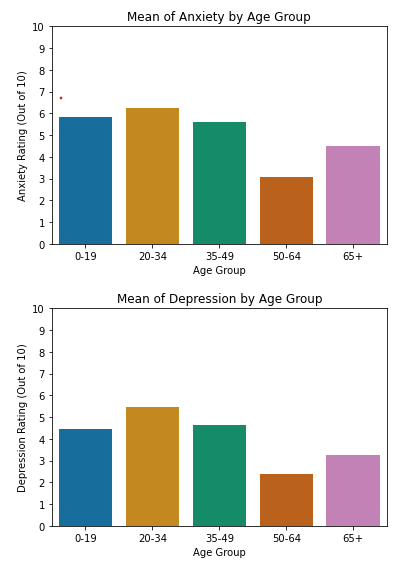 Mean of Anxiety by Age Group
10
9
8
7
6
5
4
3
2
1
0
Anxiety Rating (Out of 10)
0-19 20-34 35-49 50-64 65+
Age Group
Mean of Depression by Age Group
10
9
8
7
6
5
4
3
2
1
0
Depression Rating (Out of 10)
0-19 20-34 35-49 50-64 65+
Age Group